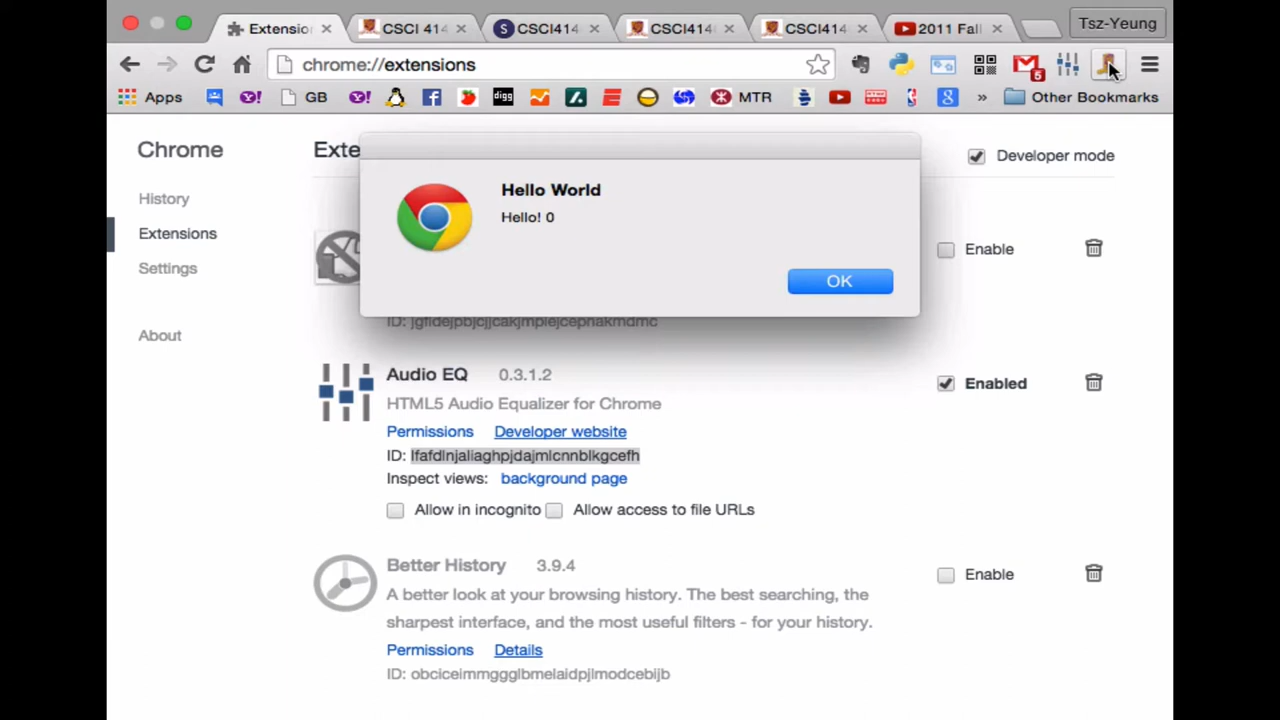 Extensio
CSCI 414
CSCI414
CSCI414
CSCI414
2011 Fall
Tsz-Yeung
chrome://extensions
5
Apps
GB
digg
MTR
Other Bookmarks
Chrome
Exte
Developer mode
History
Extensions
Settings
About
Hello World
Hello! 0
OK
Enable
Audio EQ 0.3.1.2
Enabled
HTML5 Audio Equalizer for Chrome
Permissions Developer website
ID: lfafdlnjaliaghpjdajmlcnnblkgcefh
Inspect views: background page
Allow in incognito Allow access to file URLs
Better History 3.9.4
Enable
A better look at your browsing history. The best searching, the
sharpest interface, and the most useful filters - for your history.
Permissions Details
ID: obciceimmggglbmelaidpjlmodcebijb